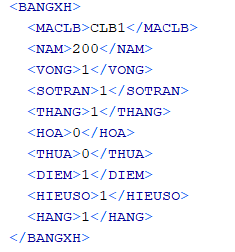 <BANGXH>
<MACLB>CLB1</MACLB>
<NAM>200</NAM>
<VONG>1</VONG>
<SOTRAN>1</SOTRAN>
<THANG>1</THANG>
<HOA>0</HOA>
<THUA>0</THUA>
<DIEM>1</DIEM>
<HIEUSO>1</HIEUSO>
<HANG>1</HANG>
</BANGXH>